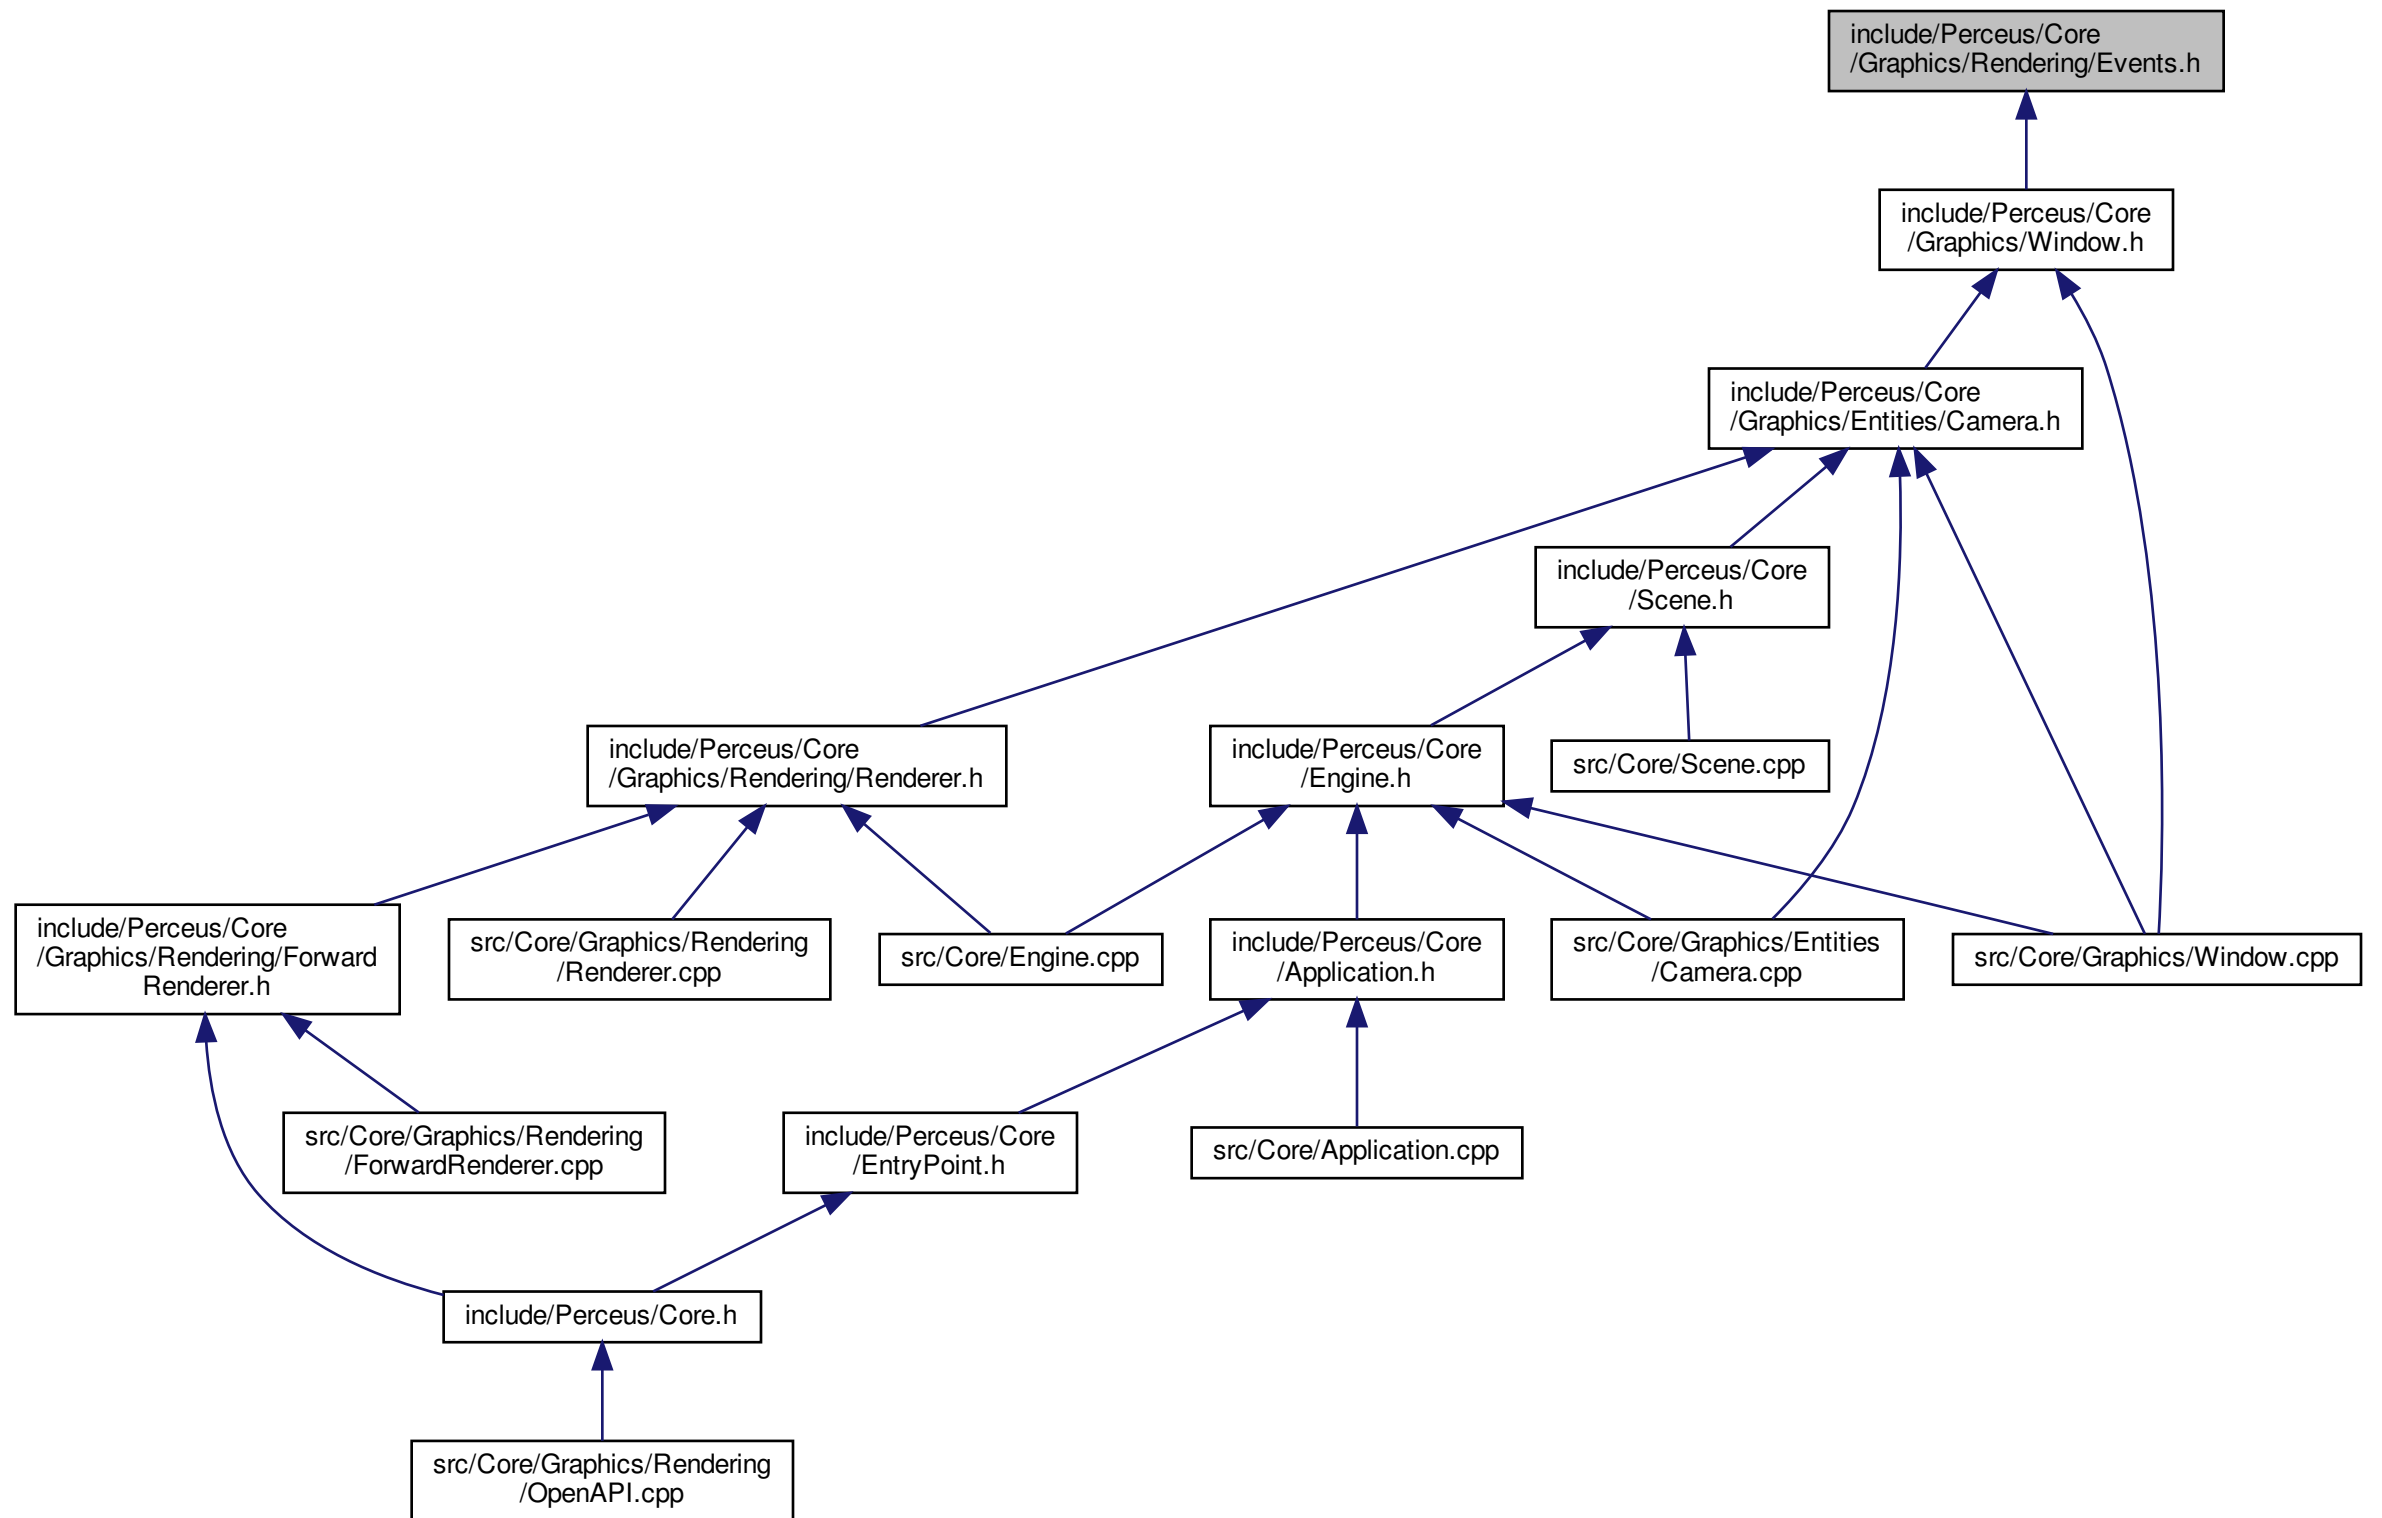 include/Perceus/Core
/Graphics/Rendering/Events.h
include/Perceus/Core
/Graphics/Window.h
include/Perceus/Core
/Graphics/Entities/Camera.h
include/Perceus/Core
/Scene.h
include/Perceus/Core
/Graphics/Rendering/Renderer.h
include/Perceus/Core
/Engine.h
src/Core/Scene.cpp
include/Perceus/Core
/Graphics/Rendering/Forward
Renderer.h
src/Core/Graphics/Rendering
/Renderer.cpp
src/Core/Engine.cpp
include/Perceus/Core
/Application.h
src/Core/Graphics/Entities
/Camera.cpp
src/Core/Graphics/Window.cpp
src/Core/Graphics/Rendering
/ForwardRenderer.cpp
include/Perceus/Core
/EntryPoint.h
src/Core/Application.cpp
include/Perceus/Core.h
src/Core/Graphics/Rendering
/OpenAPI.cpp